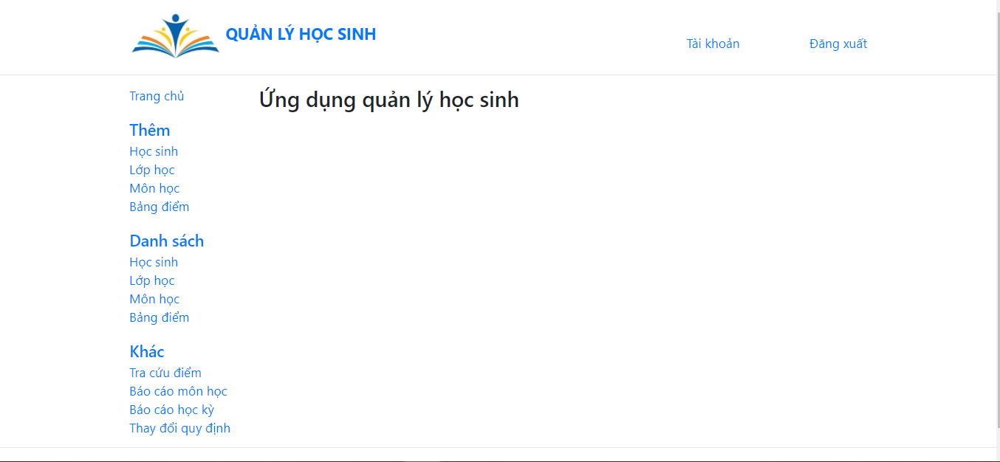 QUẢN LÝ HỌC SINH
Tài khoản
Đăng xuất
Trang chủ
Ứng dụng quản lý học sinh
Thêm
Học sinh
Lớp học
Môn học
Bảng điểm
Danh sách
Học sinh
Lớp học
Môn học
Bảng điểm
Khác
Tra cứu điểm
Báo cáo môn học
Báo cáo học kỳ
Thay đổi quy định